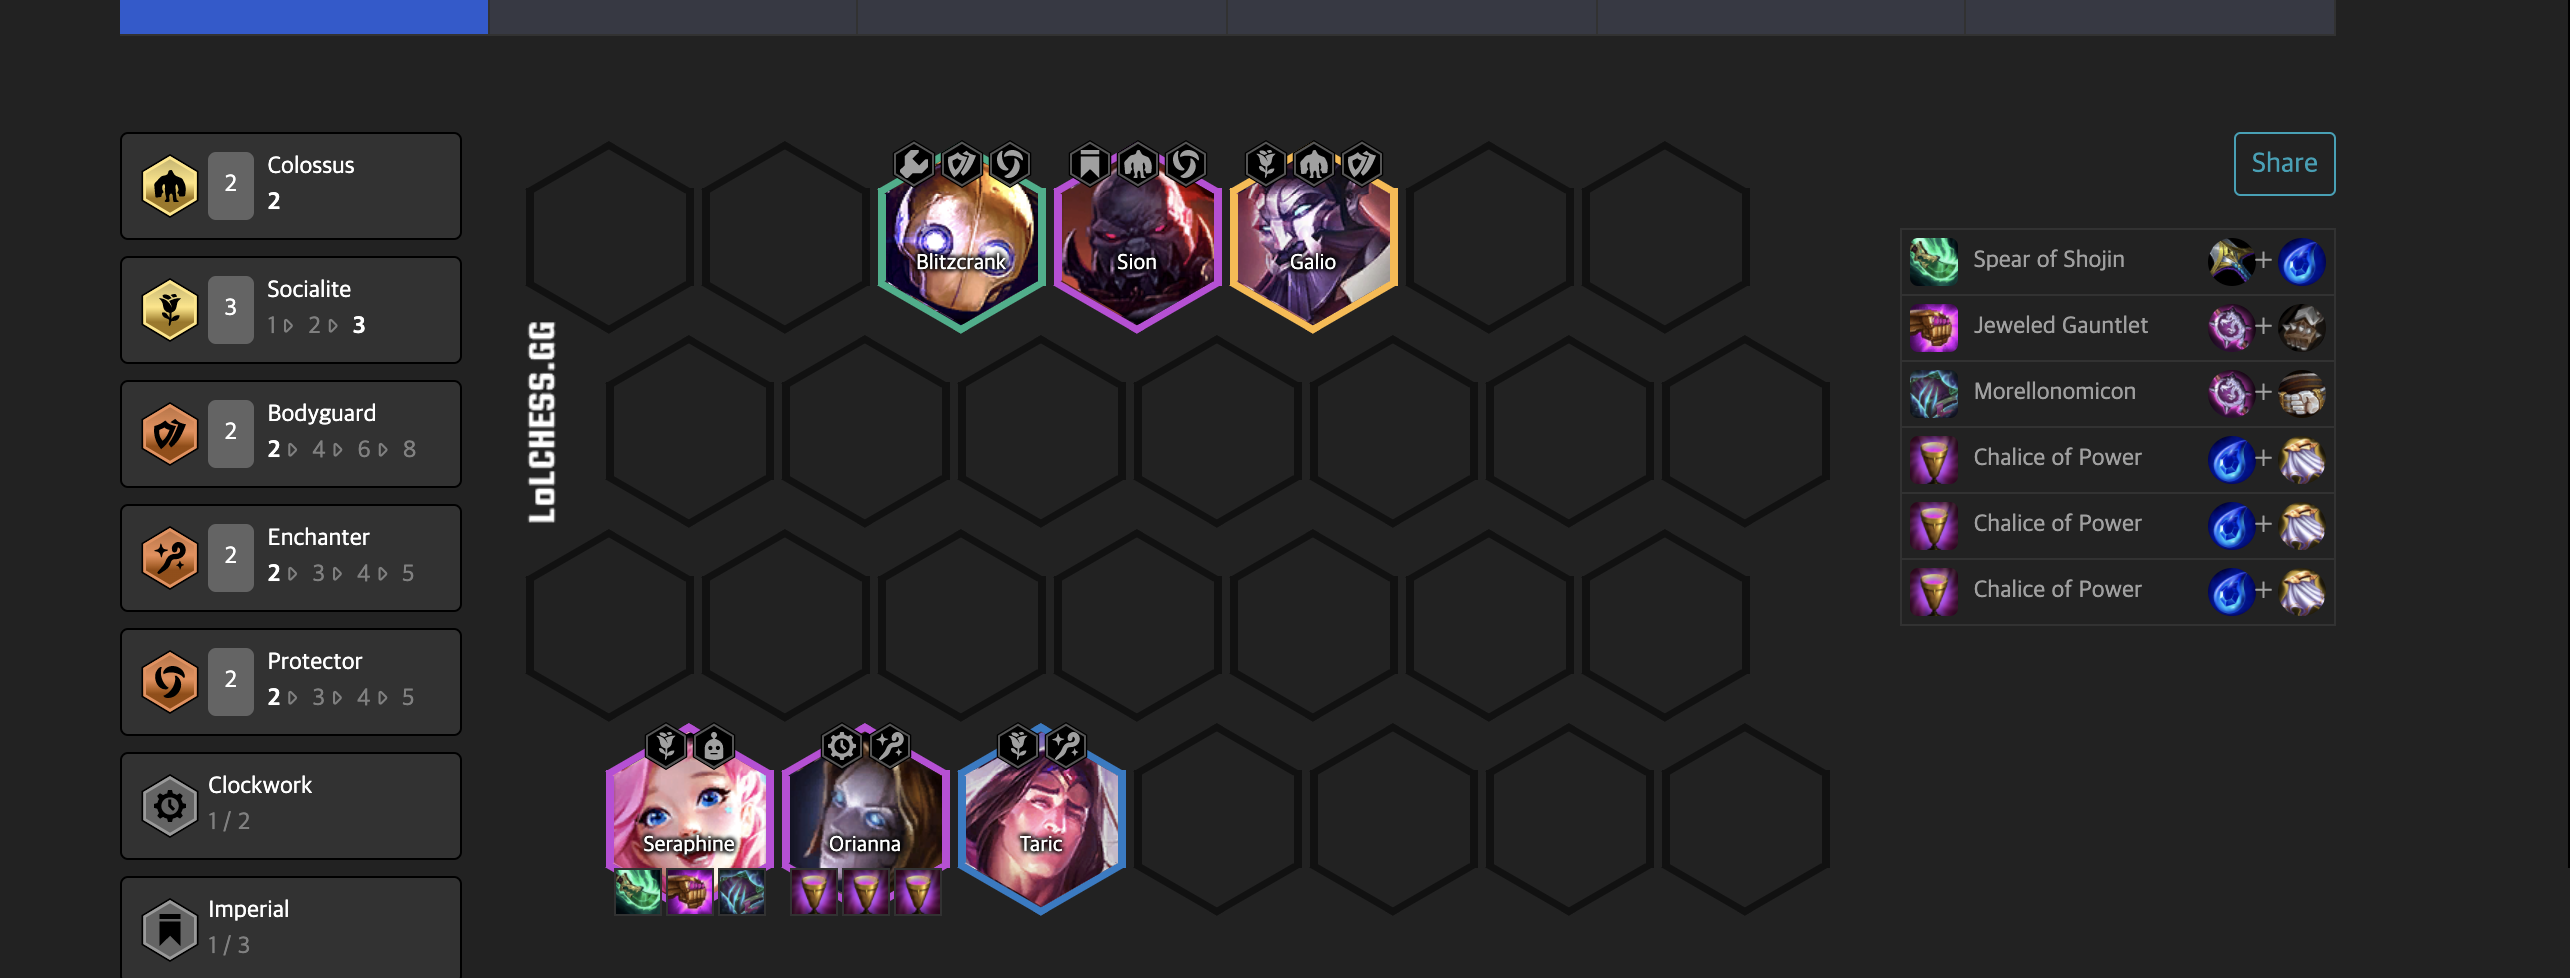 Colossus
2
2
Socialite
3
1 2 3
Bodyguard
2
2 4 6 8
Enchanter
2
2 3 4 5
Protector
2
2 3 4 5
Clockwork
1 / 2
Imperial
1 / 3
LoLCHESS.GG
Blitzcrank
Sion
Galio
Seraphine
Orianna
Taric
Share
Spear of Shojin +
Jeweled Gauntlet +
Morellonomicon +
Chalice of Power +
Chalice of Power +
Chalice of Power +